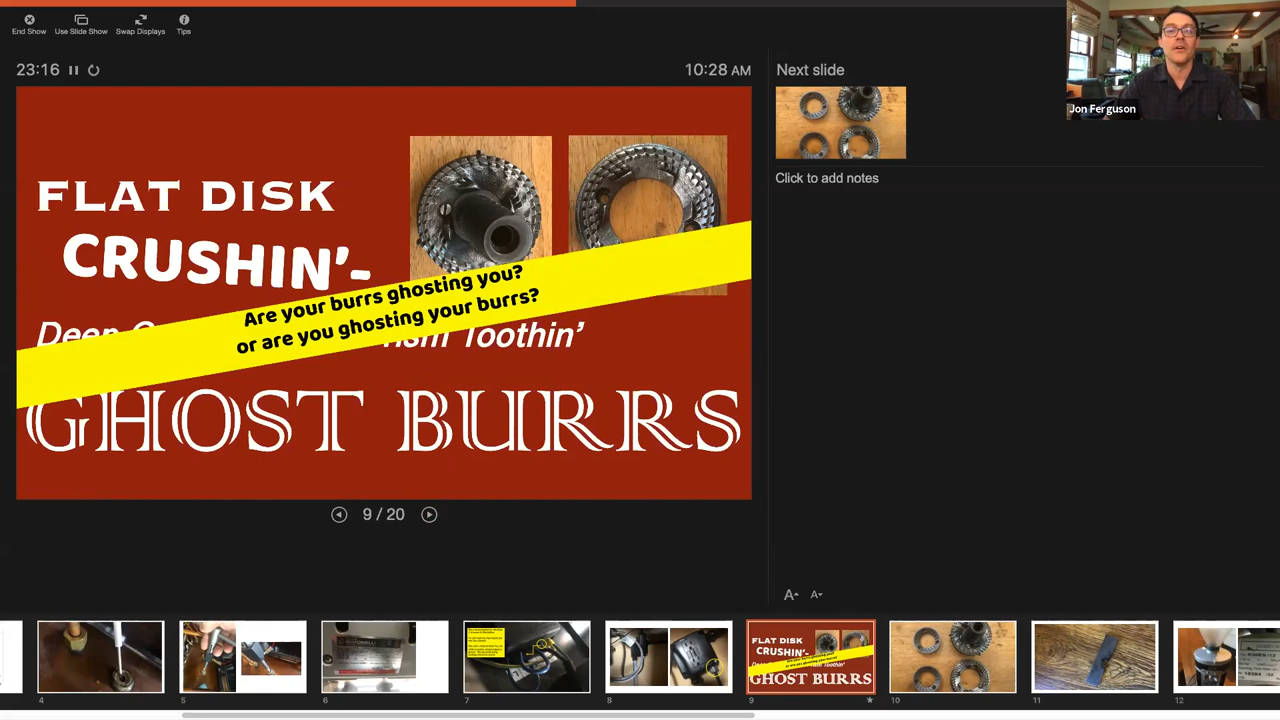 End Show
Use Slide Show
Swap Displays
Tips
23:16
10:28 AM
Next slide
Jon Ferguson
Click to add notes
FLAT DISK
CRUSHIN'-
Are your burrs ghosting you?
or are you ghosting your burrs?
Toothin'
GHOST BURRS
9 / 20
A
A
FLAT DISK
CRUSHIN'-
Toothin'
GHOST BURRS
4
5
6
7
8
9
10
11
12